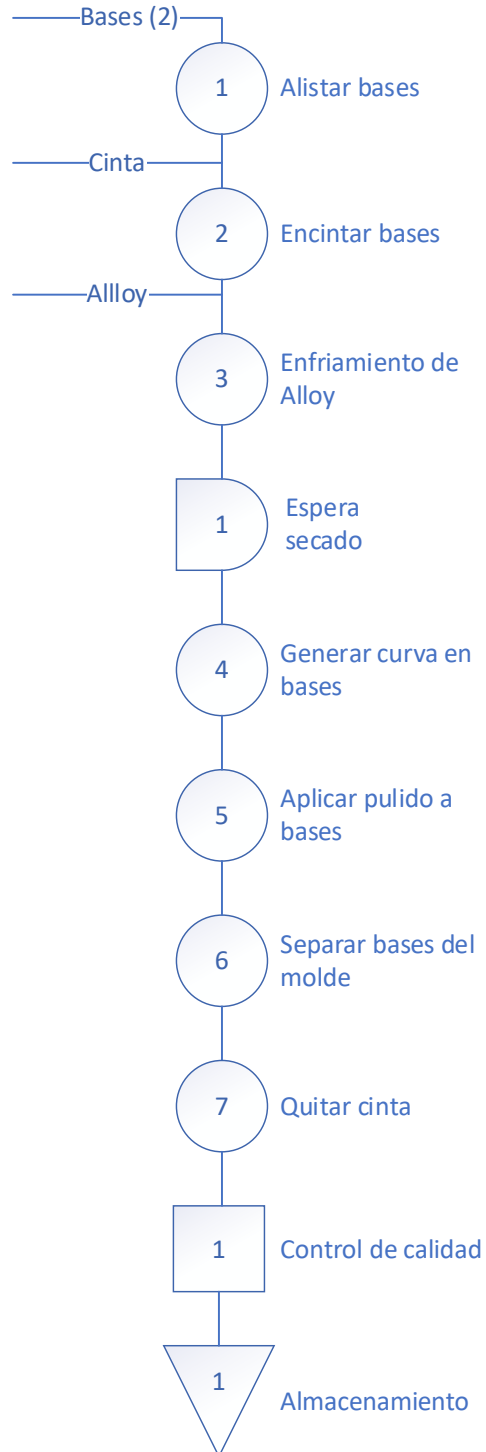 Bases (2)
1
Alistar bases
Cinta
2
Encintar bases
Allloy
3
Enfriamiento de
Alloy
1
Espera
secado
4
Generar curva en
bases
5
Aplicar pulido a
bases
6
Separar bases del
molde
7
Quitar cinta
1
Control de calidad
1
Almacenamiento